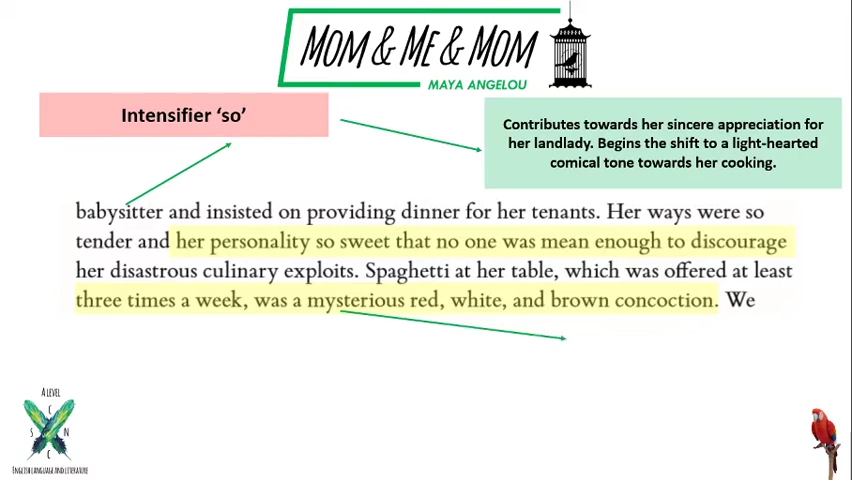 MOM & ME & MOM
MAYA ANGELOU
Intensifier ‘so’
Contributes towards her sincere appreciation for
her landlady. Begins the shift to a light-hearted
comical tone towards her cooking.
babysitter and insisted on providing dinner for her tenants. Her ways were so
tender and her personality so sweet that no one was mean enough to discourage
her disastrous culinary exploits. Spaghetti at her table, which was offered at least
three times a week, was a mysterious red, white, and brown concoction. We
A LEVEL
C
S N
C
ENGLISH LANGUAGE AND LITERATURE